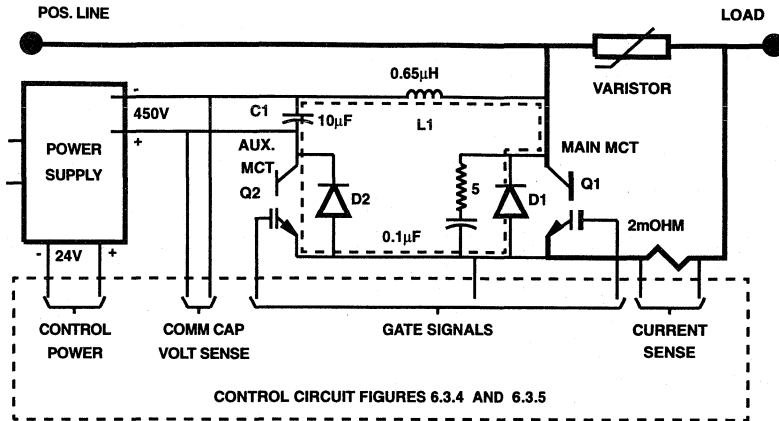 POS. LINE
LOAD
0.65µH
VARISTOR
-
450V
+
C1
10µF
L1
POWER
SUPPLY
AUX.
MCT
Q2
D2
5
D1
MAIN MCT
Q1
0.1µF
2mOHM
- 24V +
CONTROL
POWER
COMM CAP
VOLT SENSE
GATE SIGNALS
CURRENT
SENSE
CONTROL CIRCUIT FIGURES 6.3.4 AND 6.3.5